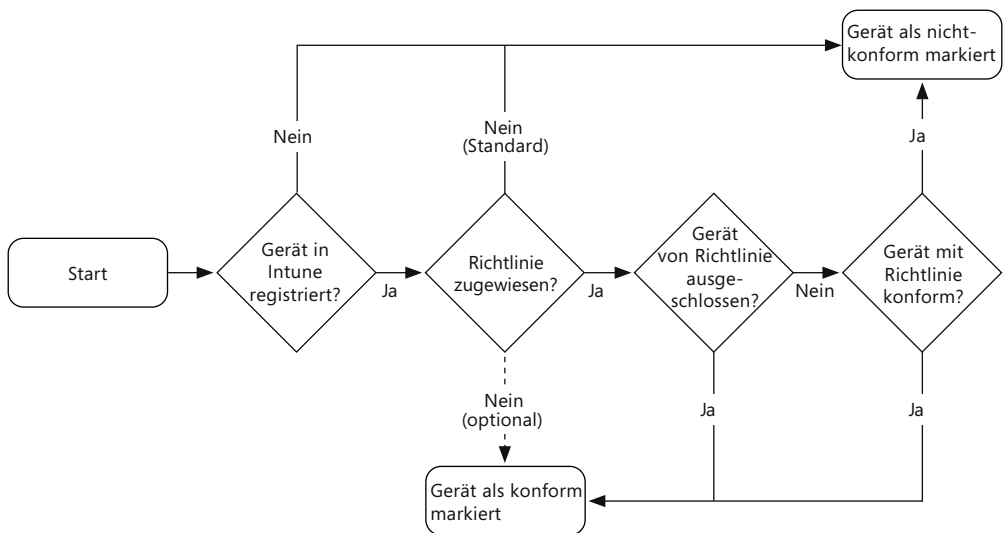 Gerät als nicht-
konform markiert
Nein
Nein
(Standard)
Ja
Start
Gerät in
Intune
registriert?
Ja
Richtlinie
zugewiesen?
Ja
Gerät
von Richtlinie
ausge-
schlossen?
Nein
Gerät mit
Richtlinie
konform?
Nein
(optional)
Ja
Ja
Gerät als konform
markiert